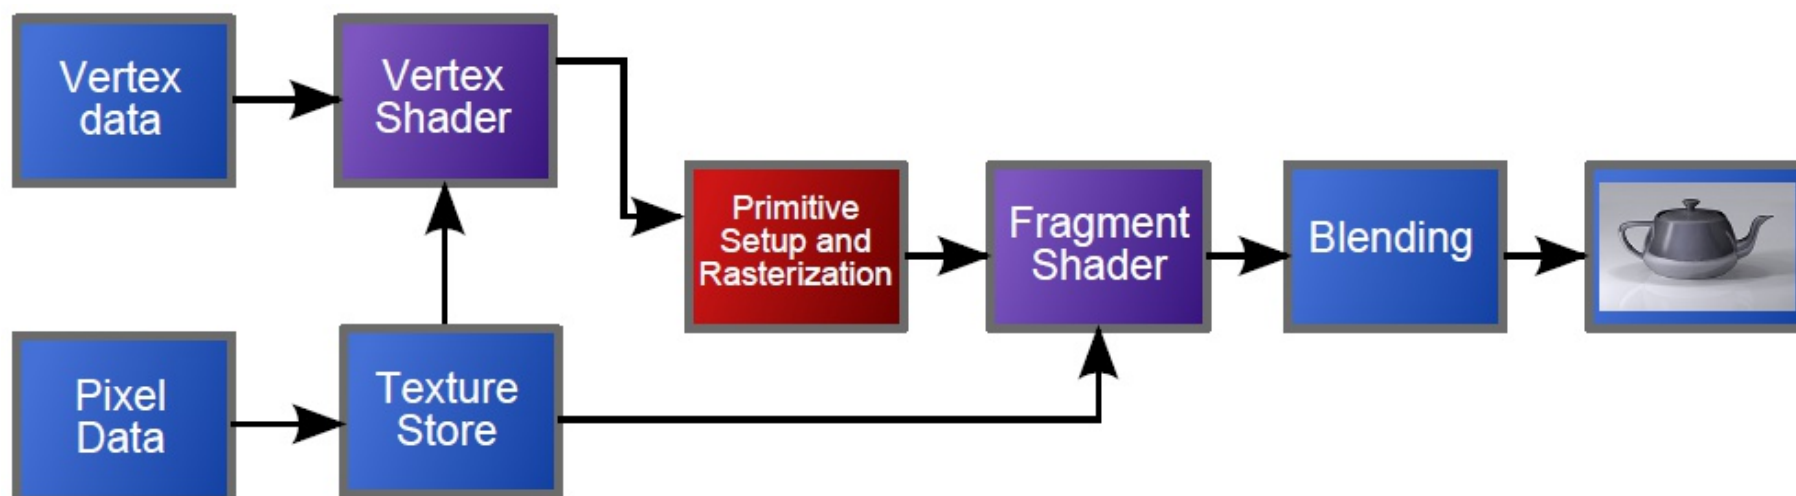 Vertex
data
Vertex
Shader
Primitive
Setup and
Rasterization
Fragment
Shader
Blending
Pixel
Data
Texture
Store